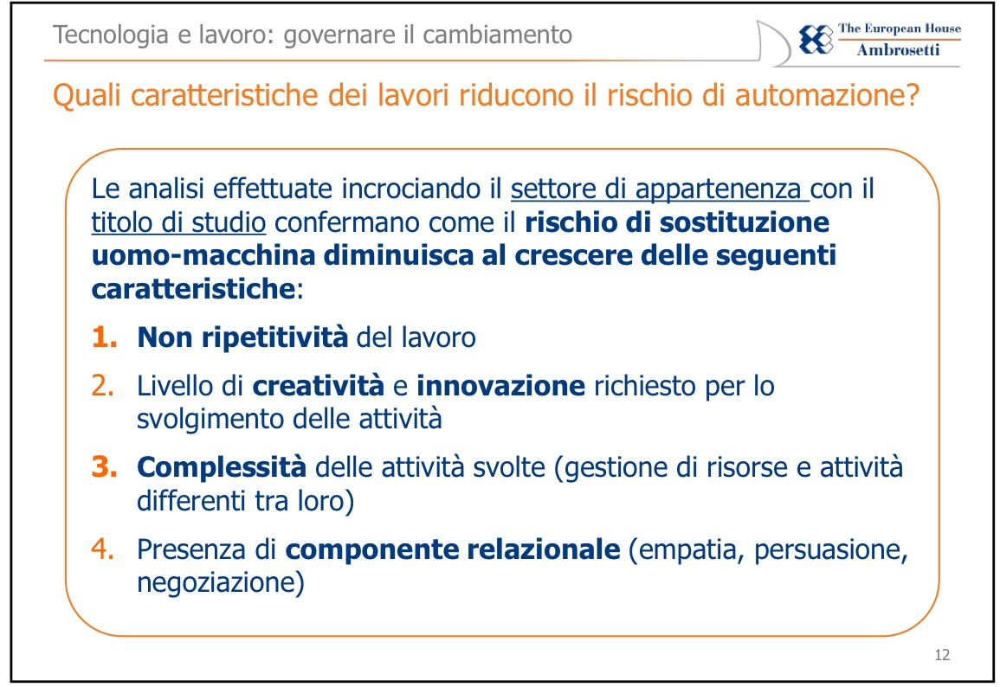 Tecnologia e lavoro: governare il cambiamento
The European House
Ambrosetti
Quali caratteristiche dei lavori riducono il rischio di automazione?
Le analisi effettuate incrociando il settore di appartenenza con il
titolo di studio confermano come il rischio di sostituzione
uomo-macchina diminuisca al crescere delle seguenti
caratteristiche:
1. Non ripetitività del lavoro
2. Livello di creatività e innovazione richiesto per lo
svolgimento delle attività
3. Complessità delle attività svolte (gestione di risorse e attività
differenti tra loro)
4. Presenza di componente relazionale (empatia, persuasione,
negoziazione)
12